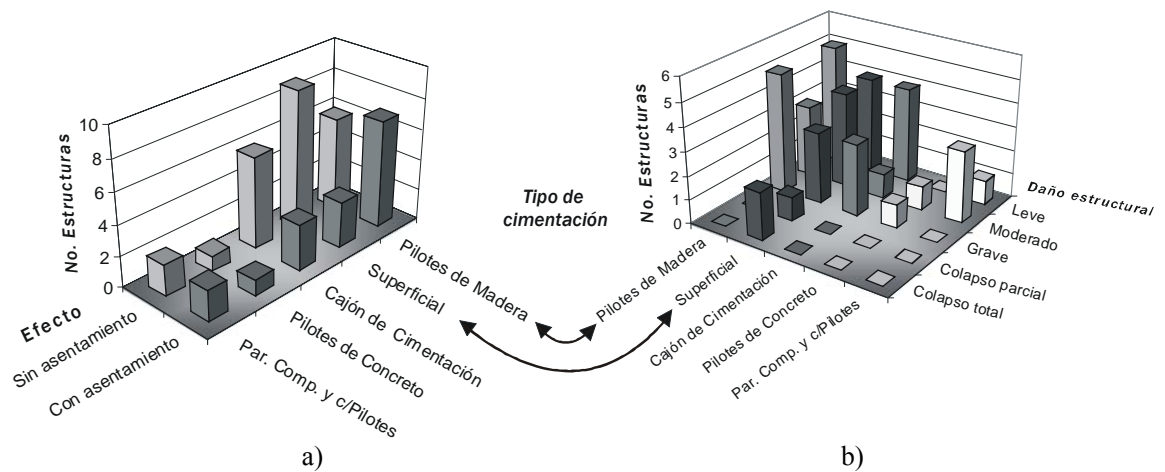 No. Estructuras
10
8
6
4
2
0
Efecto
Sin asentamiento
Con asentamiento
Par. Comp. y c/Pilotes
Pilotes de Concreto
Cajón de Cimentación
Superficial
Pilotes de Madera
a)
Tipo de
cimentación
No. Estructuras
6
5
4
3
2
1
0
Pilotes de Madera
Superficial
Cajón de Cimentación
Pilotes de Concreto
Par. Comp. y c/Pilotes
Daño estructural
Leve
Moderado
Grave
Colapso parcial
Colapso total
b)